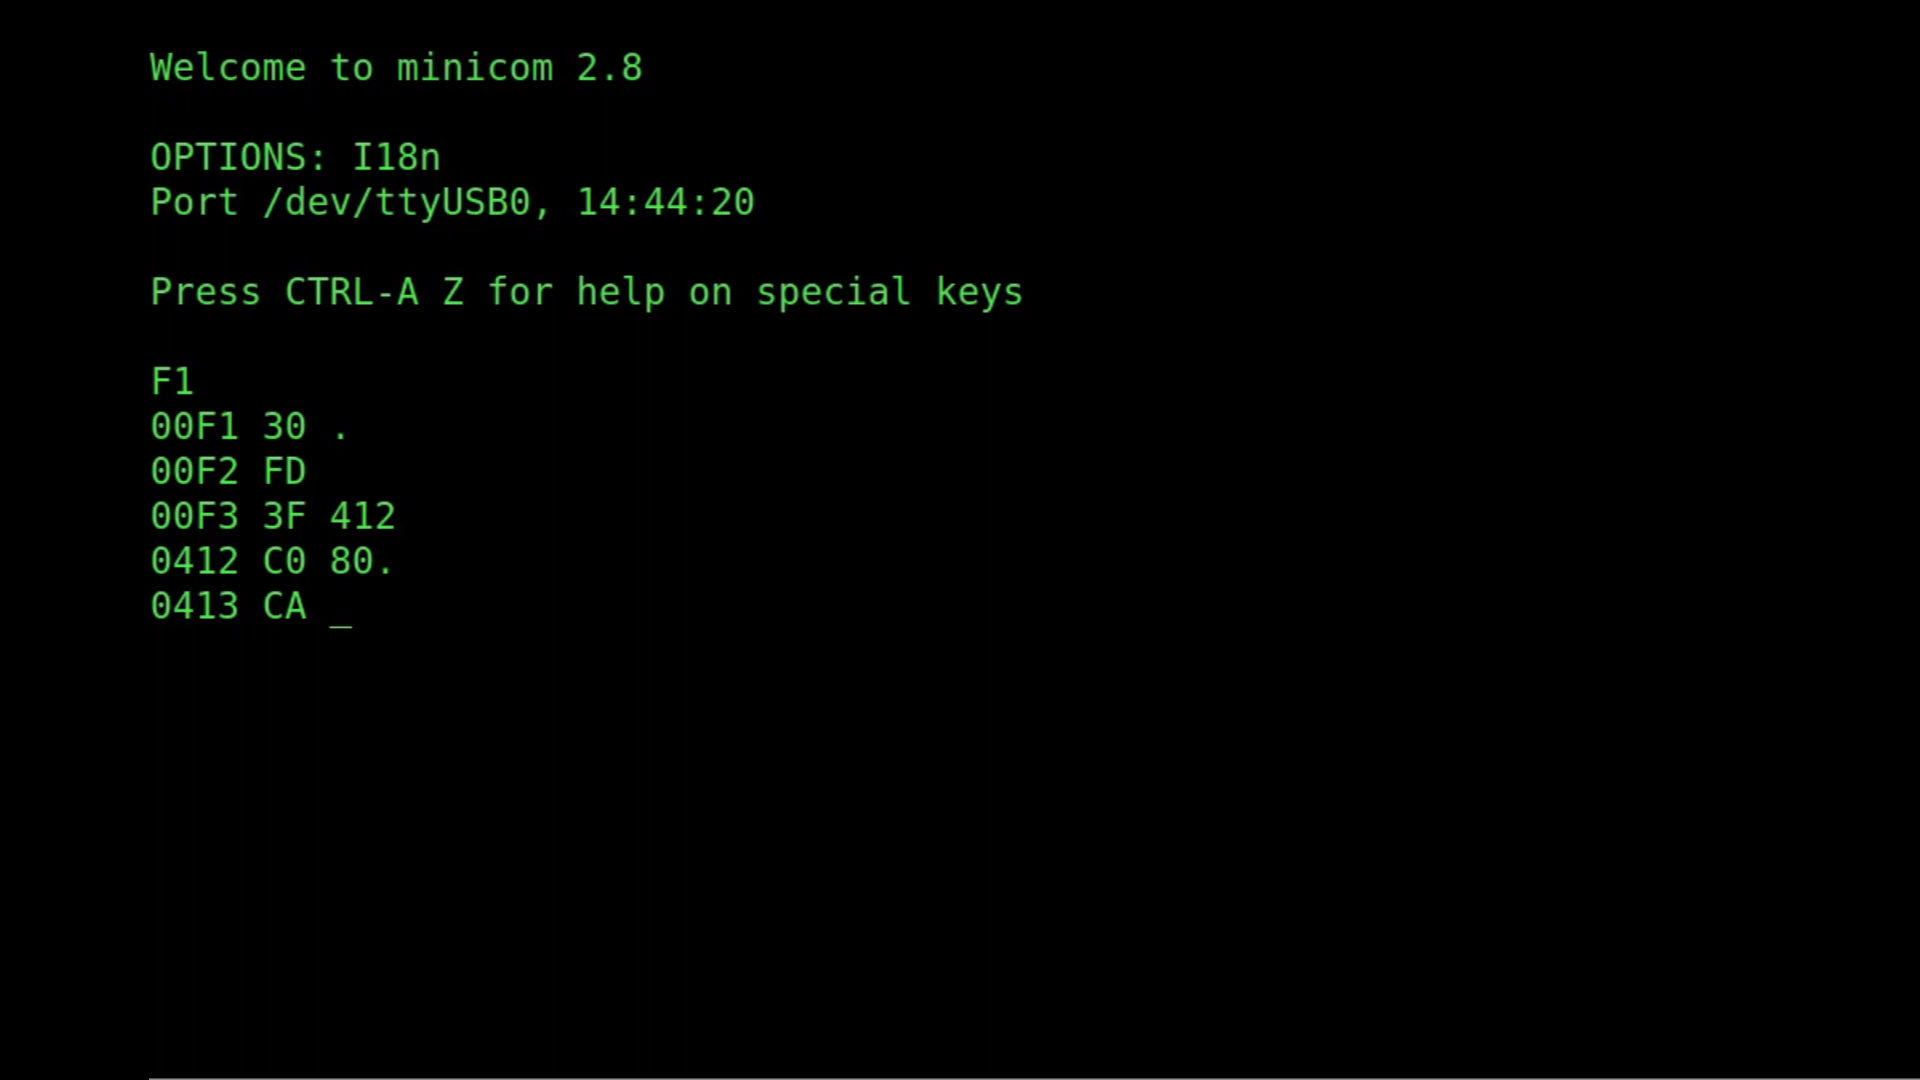 Welcome to minicom 2.8
OPTIONS: I18n
Port /dev/ttyUSB0, 14:44:20
Press CTRL-A Z for help on special keys
F1
00F1 30 .
00F2 FD
00F3 3F 412
0412 C0 80.
0413 CA _